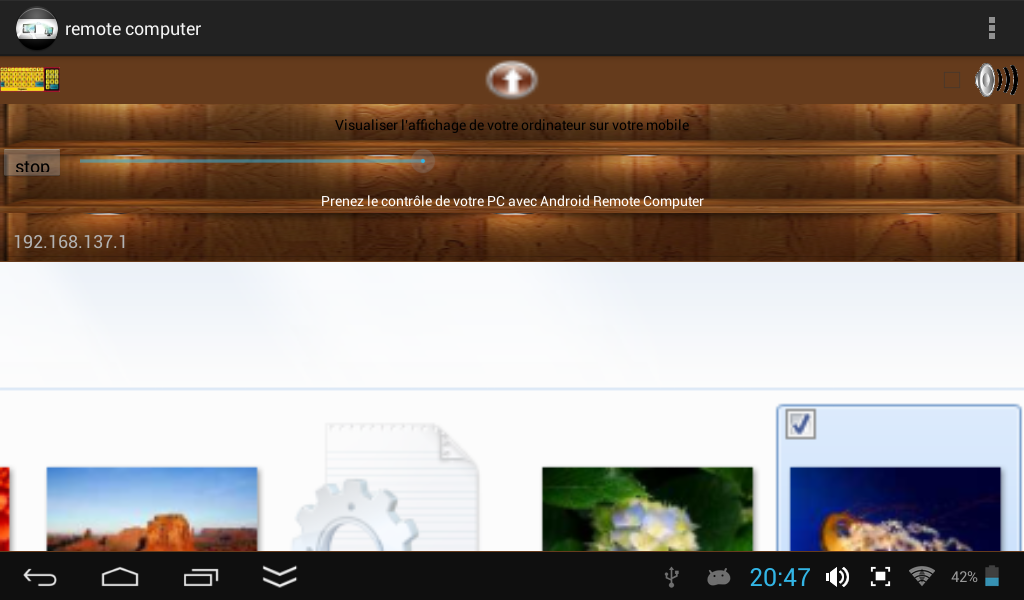 remote computer
Visualiser l'affichage de votre ordinateur sur votre mobile
stop
Prenez le contrôle de votre PC avec Android Remote Computer
192.168.137.1
20:47
42%